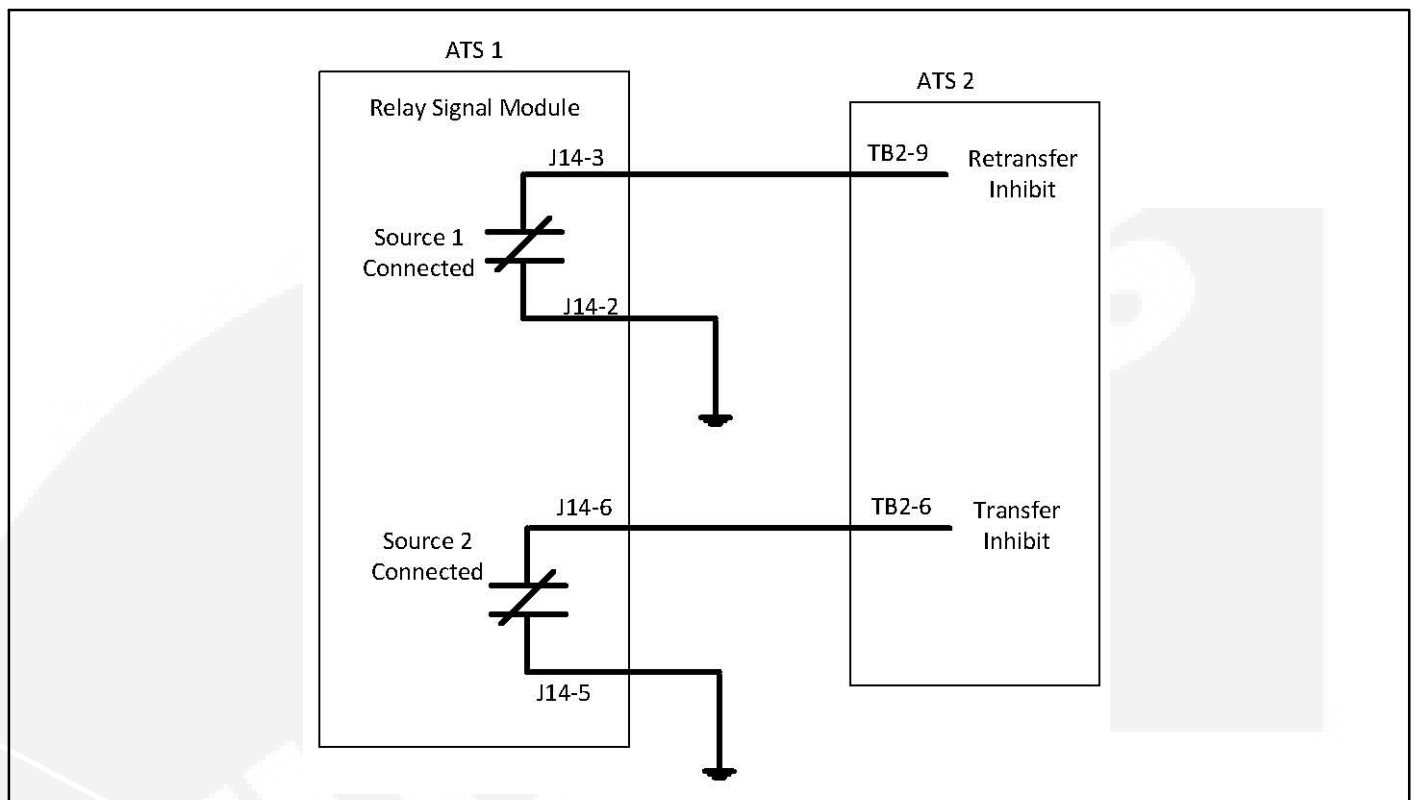 ATS 1
ATS 2
Relay Signal Module
J14-3
TB2-9
Retransfer
Inhibit
Source 1
Connected
J14-2
J14-6
TB2-6
Transfer
Inhibit
Source 2
Connected
J14-5